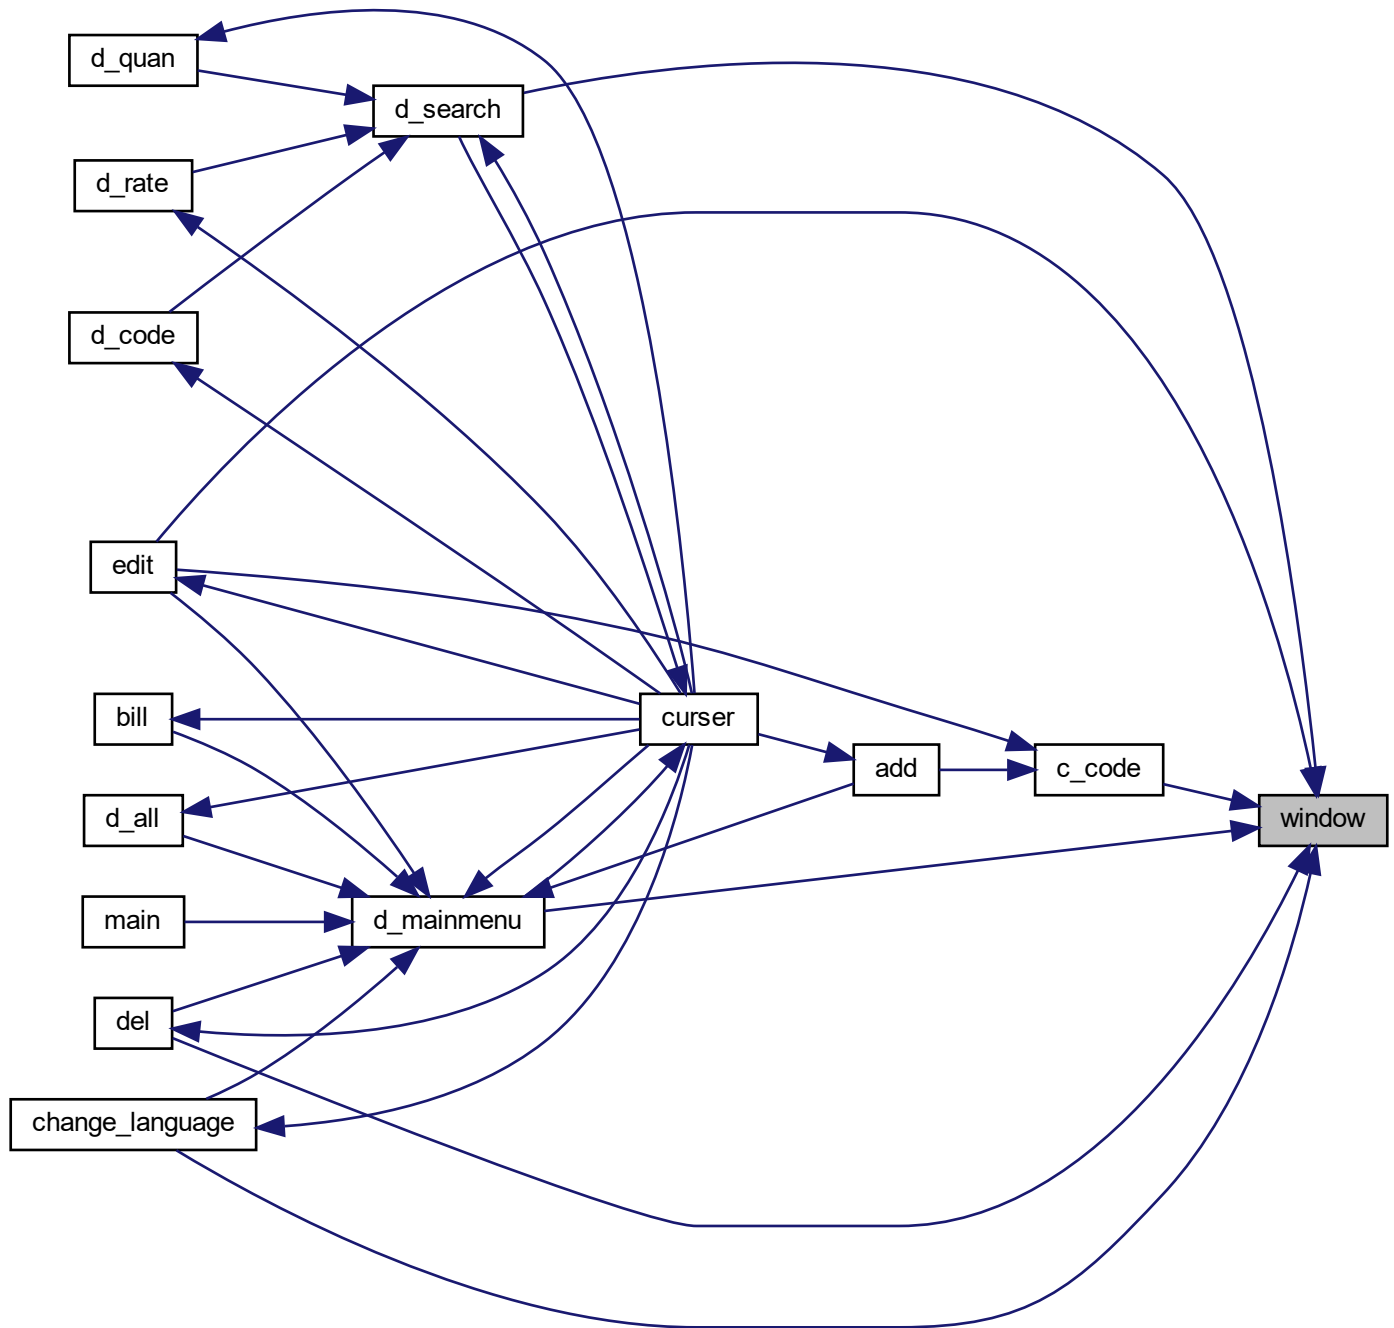 d_quan
d_search
d_rate
d_code
edit
bill
curser
add
c_code
d_all
window
main
d_mainmenu
del
change_language